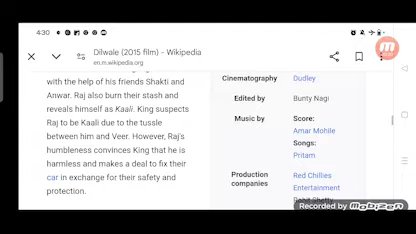 4:30
Dilwale (2015 film) - Wikipedia
en.m.wikipedia.org
with the help of his friends Shakti and
Anwar. Raj also burn their stash and
reveals himself as Kaali. King suspects
Raj to be Kaali due to the tussle
between him and Veer. However, Raj's
humbleness convinces King that he is
harmless and makes a deal to fix their
car in exchange for their safety and
protection.
Cinematography Dudley
Edited by Bunty Nagi
Music by Score:
Amar Mohile
Songs:
Pritam
Production Red Chillies
companies Entertainment
Rohit Shetty
Recorded by Mobizen